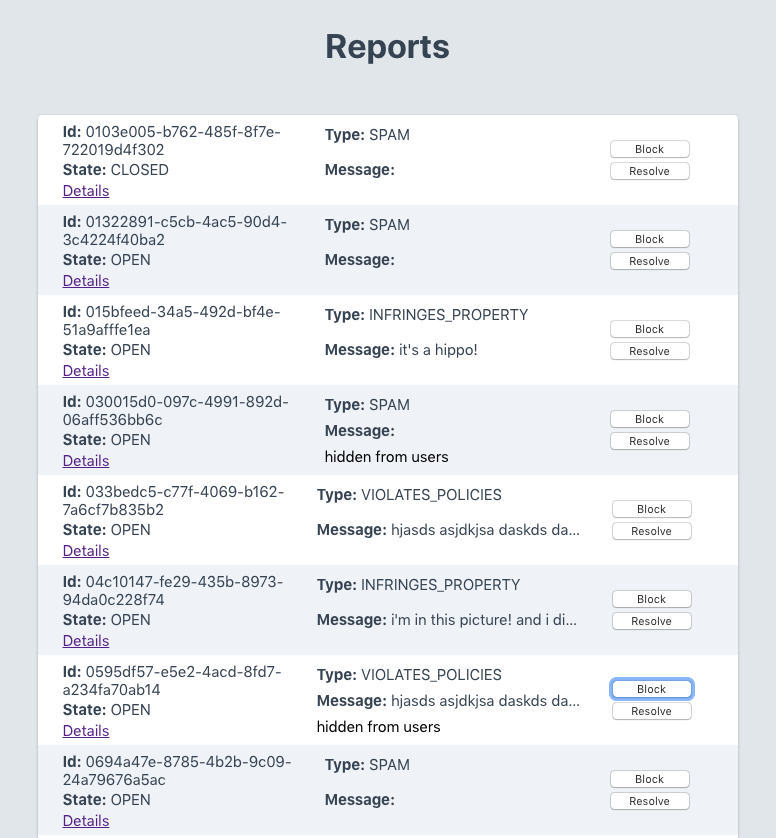 Reports
Id: 0103e005-b762-485f-8f7e-
722019d4f302
State: CLOSED
Details
Type: SPAM
Message:
Block
Resolve
Id: 01322891-c5cb-4ac5-90d4-
3c4224f40ba2
State: OPEN
Details
Type: SPAM
Message:
Block
Resolve
Id: 015bfeed-34a5-492d-bf4e-
51a9afffe1ea
State: OPEN
Details
Type: INFRINGES_PROPERTY
Message: it's a hippo!
Block
Resolve
Id: 030015d0-097c-4991-892d-
06aff536bb6c
State: OPEN
Details
Type: SPAM
Message:
hidden from users
Block
Resolve
Id: 033bedc5-c77f-4069-b162-
7a6cf7b835b2
State: OPEN
Details
Type: VIOLATES_POLICIES
Message: hjasds asjdkjsa daskds da...
Block
Resolve
Id: 04c10147-fe29-435b-8973-
94da0c228f74
State: OPEN
Details
Type: INFRINGES_PROPERTY
Message: i'm in this picture! and i di...
Block
Resolve
Id: 0595df57-e5e2-4acd-8fd7-
a234fa70ab14
State: OPEN
Details
Type: VIOLATES_POLICIES
Message: hjasds asjdkjsa daskds da...
hidden from users
Block
Resolve
Id: 0694a47e-8785-4b2b-9c09-
24a79676a5ac
State: OPEN
Details
Type: SPAM
Message:
Block
Resolve